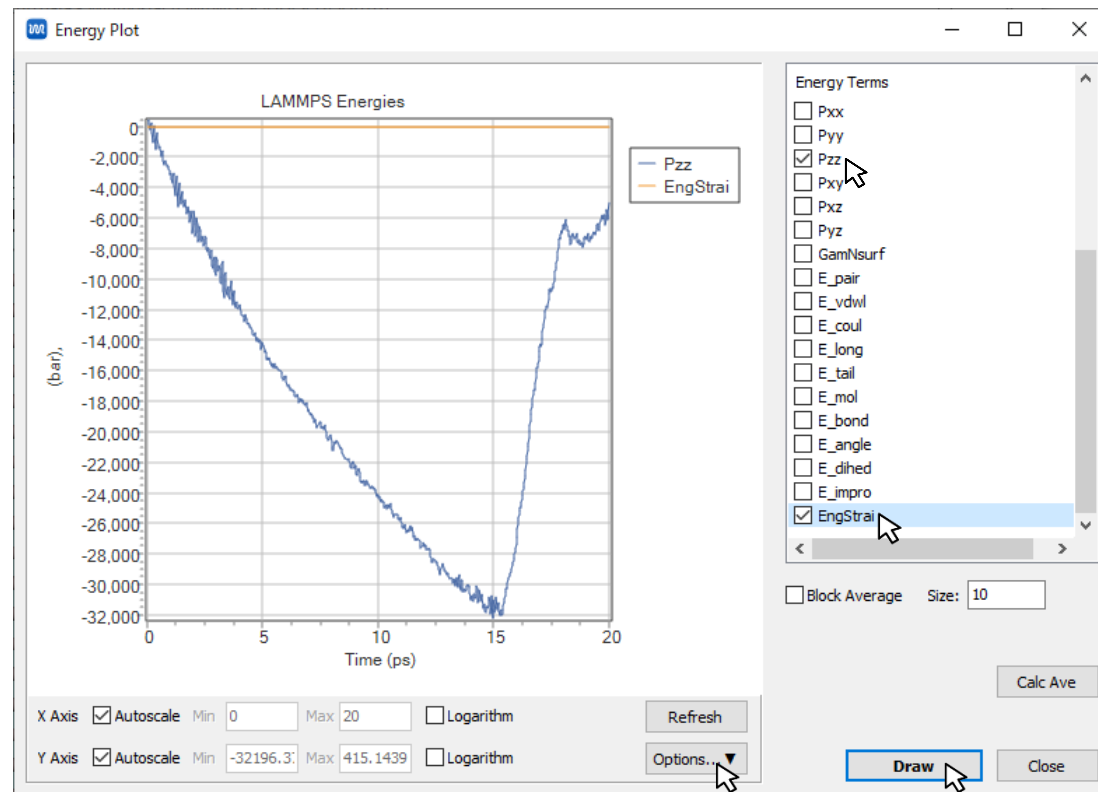 Energy Plot
LAMMPS Energies
0
-2,000
-4,000
-6,000
-8,000
-10,000
-12,000
-14,000
-16,000
-18,000
-20,000
-22,000
-24,000
-26,000
-28,000
-30,000
-32,000
(bar),
0 5 10 15 20
Time (ps)
Pzz
EngStrai
X Axis Autoscale Min 0 Max 20 Logarithm Refresh
Y Axis Autoscale Min -32196.3 Max 415.1439 Logarithm Options...▼
Energy Terms
Pxx
Pyy
Pzz
Pxy
Pxz
Pyz
GamNsurf
E_pair
E_vdwl
E_coul
E_long
E_tail
E_mol
E_bond
E_angle
E_dihed
E_impro
EngStrai
Block Average Size: 10
Calc Ave
Draw Close